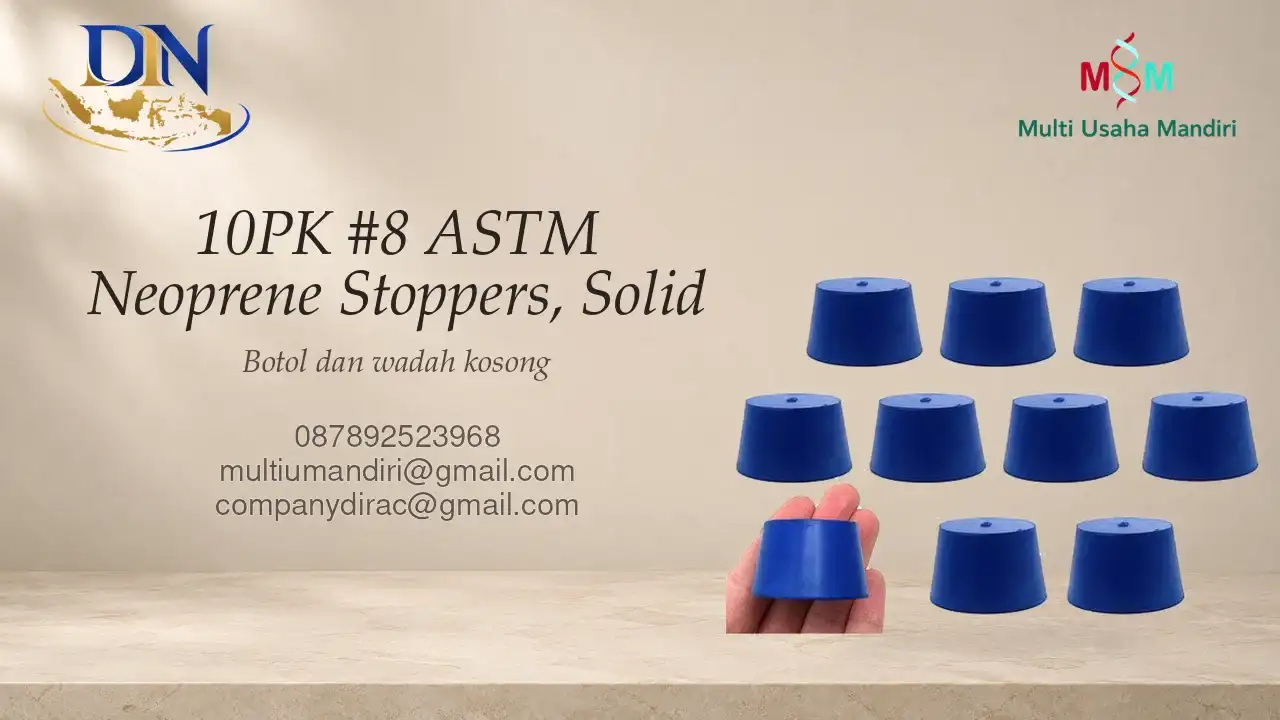 DN
M M
Multi Usaha Mandiri
10PK #8 ASTM
Neoprene Stoppers, Solid
Botol dan wadah kosong
087892523968
multiumandiri@gmail.com
companydirac@gmail.com